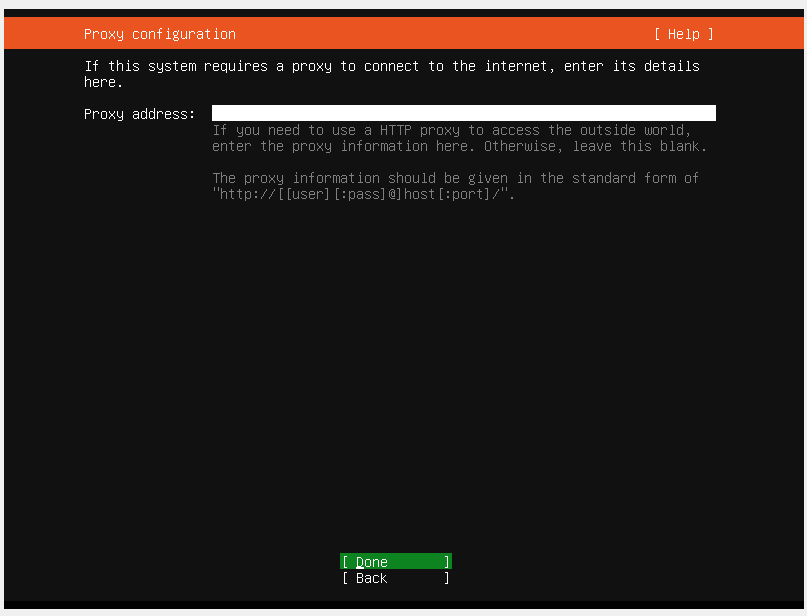 Proxy configuration [ Help ]
If this system requires a proxy to connect to the internet, enter its details
here.
Proxy address:
If you need to use a HTTP proxy to access the outside world,
enter the proxy information here. Otherwise, leave this blank.
The proxy information should be given in the standard form of
"http://[[user][:pass]@]host[:port]/".
[ Done ]
[ Back ]